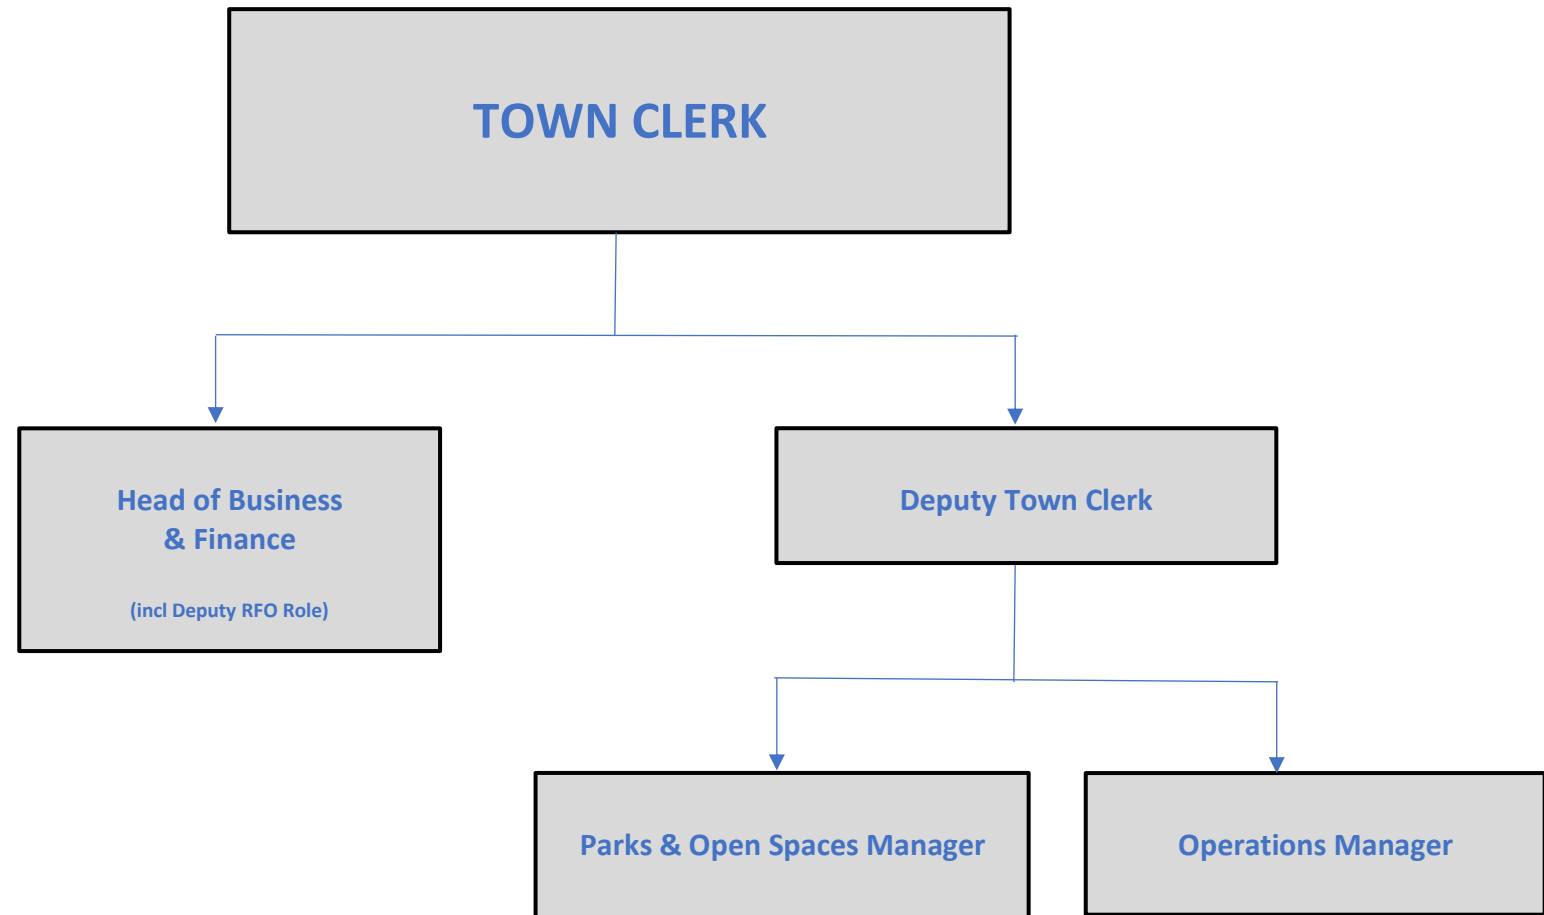 TOWN CLERK
Head of Business
& Finance
(incl Deputy RFO Role)
Deputy Town Clerk
Parks & Open Spaces Manager
Operations Manager